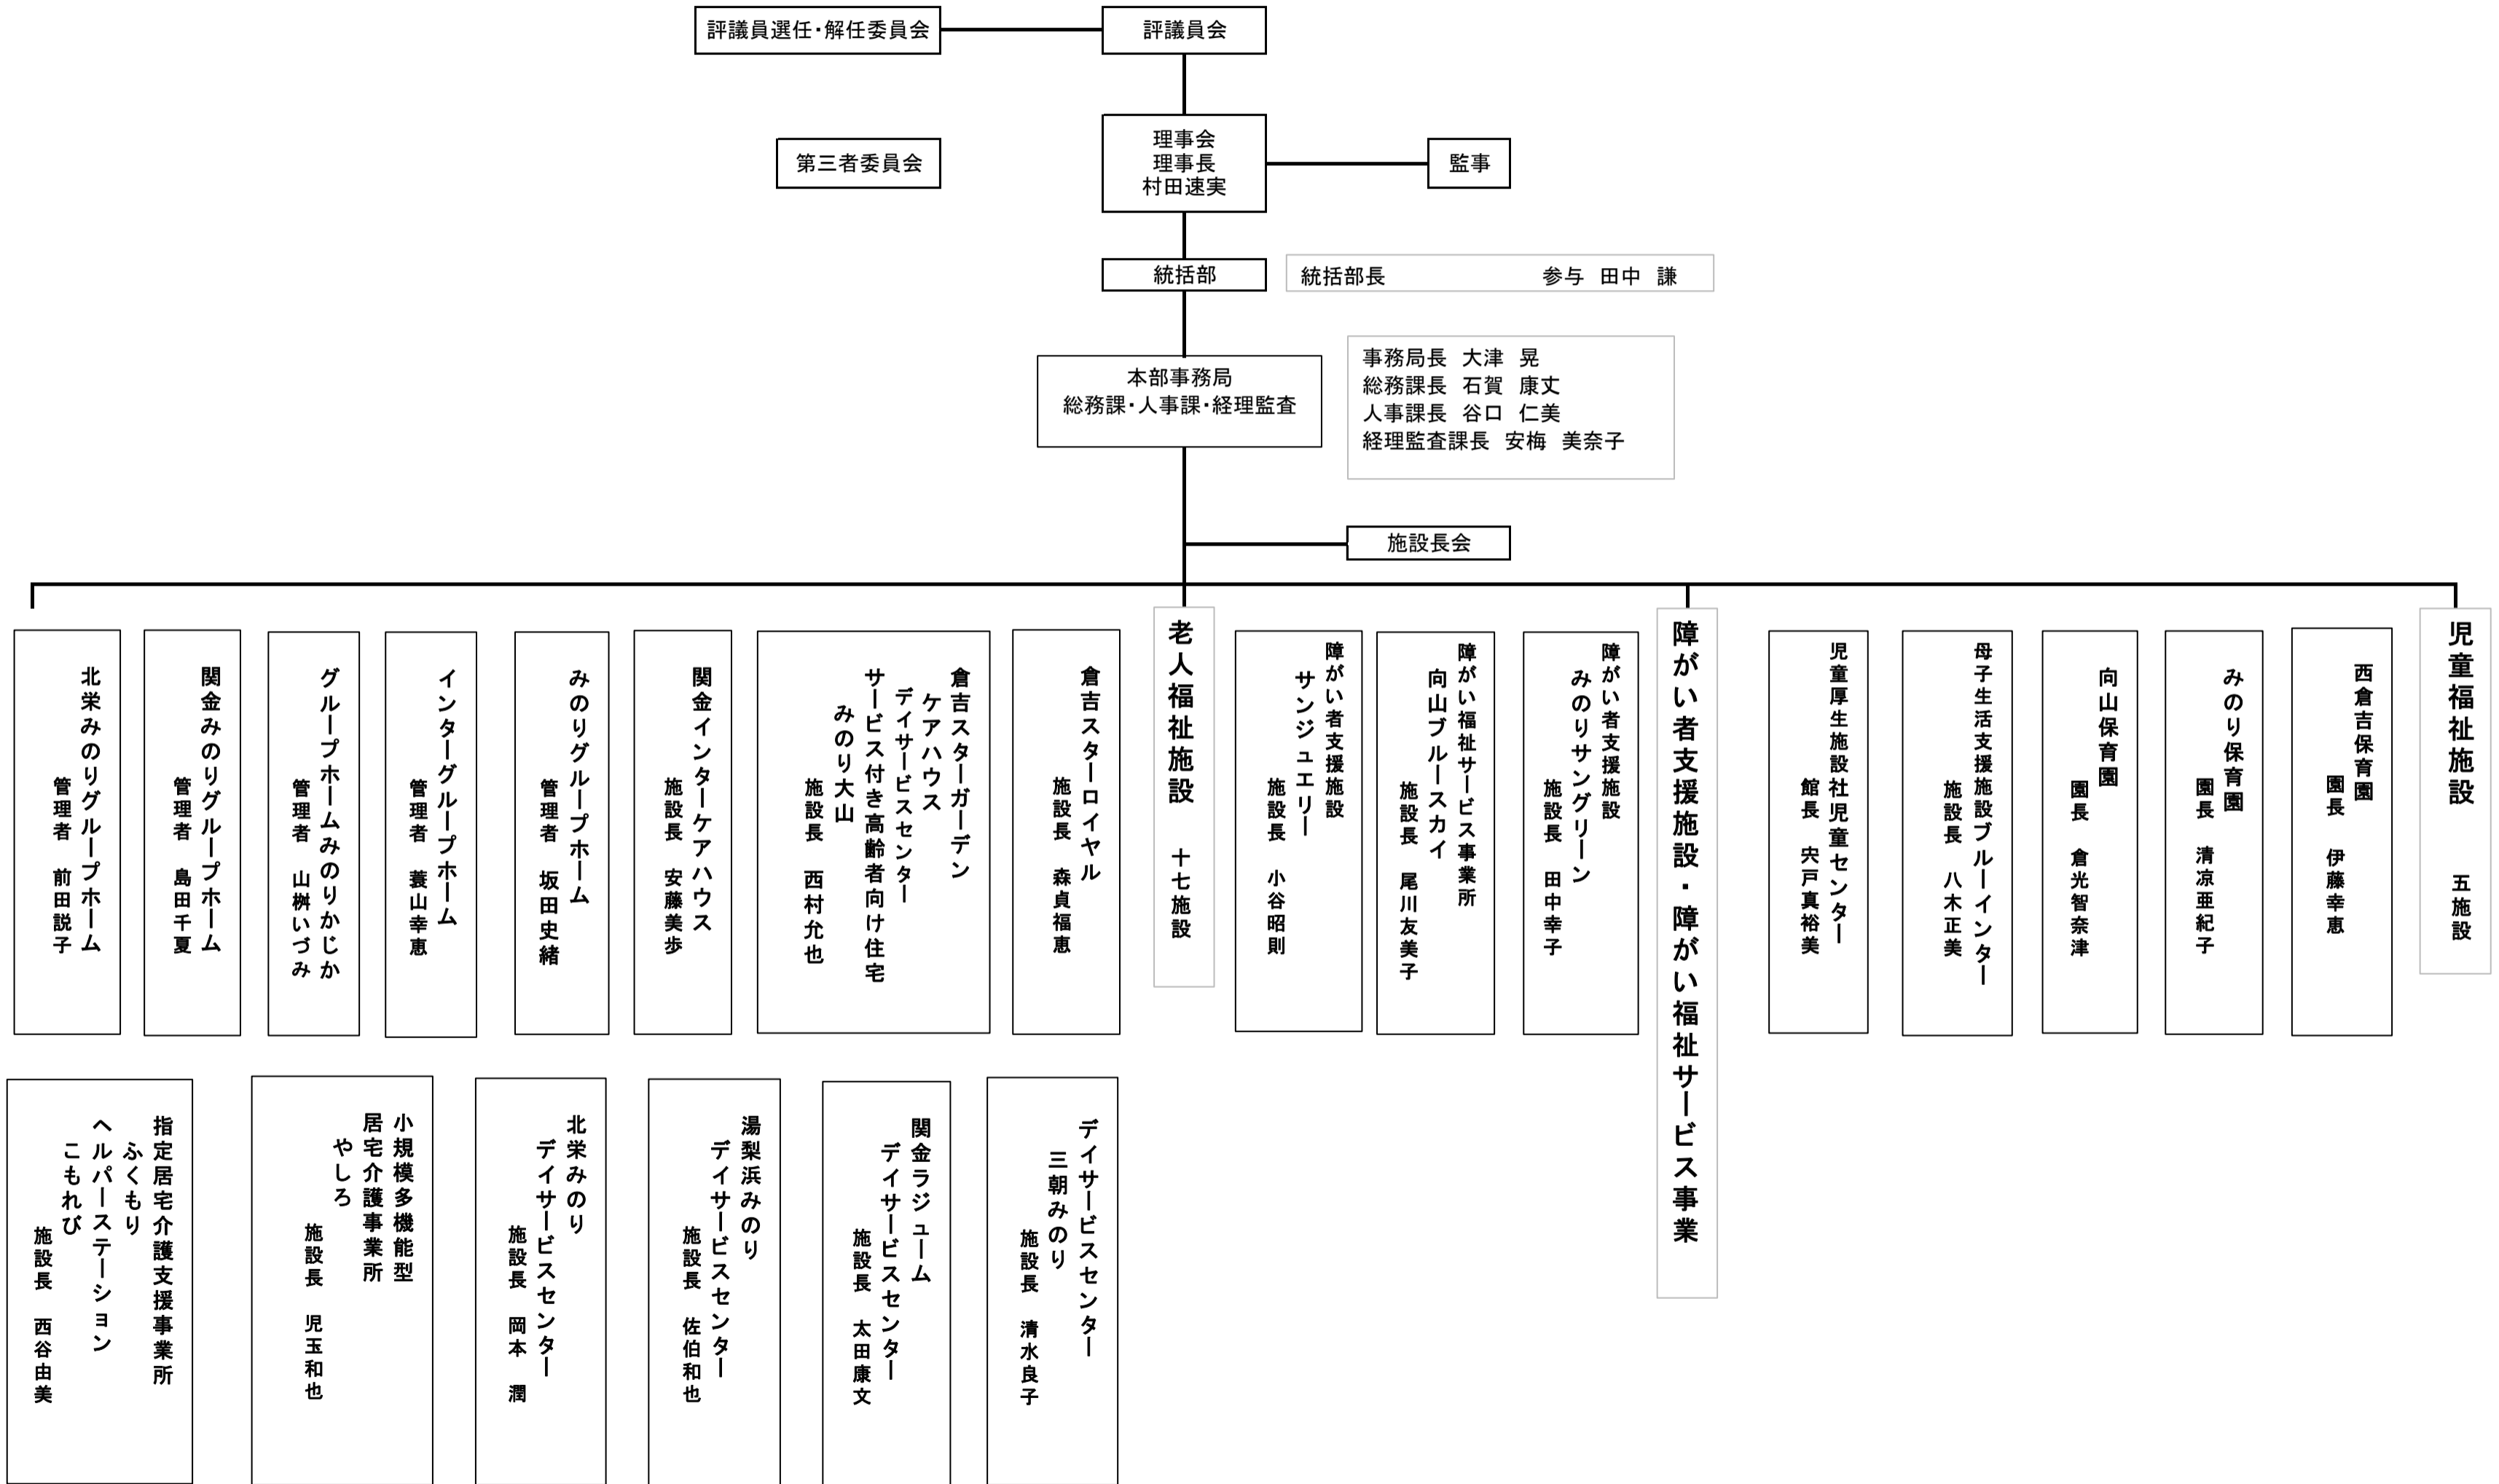 評議員選任・解任委員会
評議員会
第三者委員会
理事会
理事長
村田速実
監事
統括部
統括部長　参与　田中　謙
本部事務局
総務課・人事課・経理監査
事務局長　大津　晃
総務課長　石賀　康丈
人事課長　谷口　仁美
経理監査課長　安梅　美奈子
施設長会
児童福祉施設　五施設
西倉吉保育園
園長　伊藤幸恵
みのり保育園
園長　清凉亜紀子
向山保育園
園長　倉光智奈津
母子生活支援施設ブルーインター
施設長　八木正美
児童厚生施設社児童センター
館長　宍戸真裕美
障がい者支援施設・障がい福祉サービス事業
障がい者支援施設
みのりサングリーン
施設長　田中幸子
障がい福祉サービス事業所
向山ブルースカイ
施設長　尾川友美子
障がい者支援施設
サンジュエリー
施設長　小谷昭則
老人福祉施設　十七施設
倉吉スターロイヤル
施設長　森貞福恵
倉吉スターガーデン
ケアハウス
デイサービスセンター
サービス付き高齢者向け住宅
みのり大山
施設長　西村允也
関金インターケアハウス
施設長　安藤美歩
みのりグループホーム
管理者　坂田史緒
インターグループホーム
管理者　蓑山幸恵
グループホームみのりかじか
管理者　山桝いづみ
関金みのりグループホーム
管理者　島田千夏
北栄みのりグループホーム
管理者　前田説子
デイサービスセンター
三朝みのり
施設長　清水良子
関金ラジューム
デイサービスセンター
施設長　太田康文
湯梨浜みのり
デイサービスセンター
施設長　佐伯和也
北栄みのり
デイサービスセンター
施設長　岡本　潤
小規模多機能型
居宅介護事業所
やしろ
施設長　児玉和也
指定居宅介護支援事業所
ふくもり
ヘルパーステーション
こもれび
施設長　西谷由美